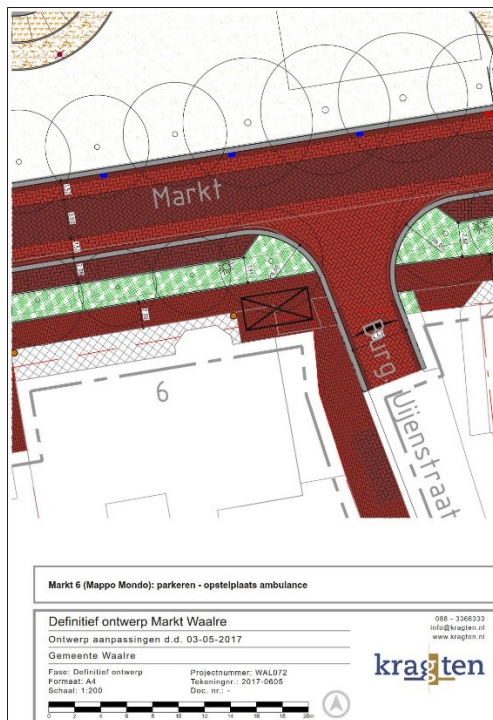 Markt
6
Burg. Uijenstraat
Markt 6 (Mappo Mondo): parkeren - opstelplaats ambulance
Definitief ontwerp Markt Waalre
Ontwerp aanpassingen d.d. 03-05-2017
Gemeente Waalre
Fase: Definitief ontwerp
Formaat: A4
Schaal: 1:200
Projectnummer: WAL072
Tekeningnr.: 2017-0605
Doc. nr.: -
088 - 3366333
info@kragten.nl
www.kragten.nl
kragten
0 2 4 6 8 10 12 14 16 18 20m